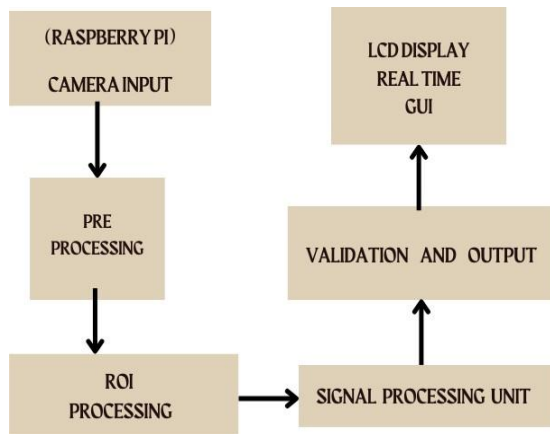 (RASPBERRY PI)
CAMERA INPUT
PRE
PROCESSING
ROI
PROCESSING
SIGNAL PROCESSING UNIT
VALIDATION AND OUTPUT
LCD DISPLAY
REAL TIME
GUI